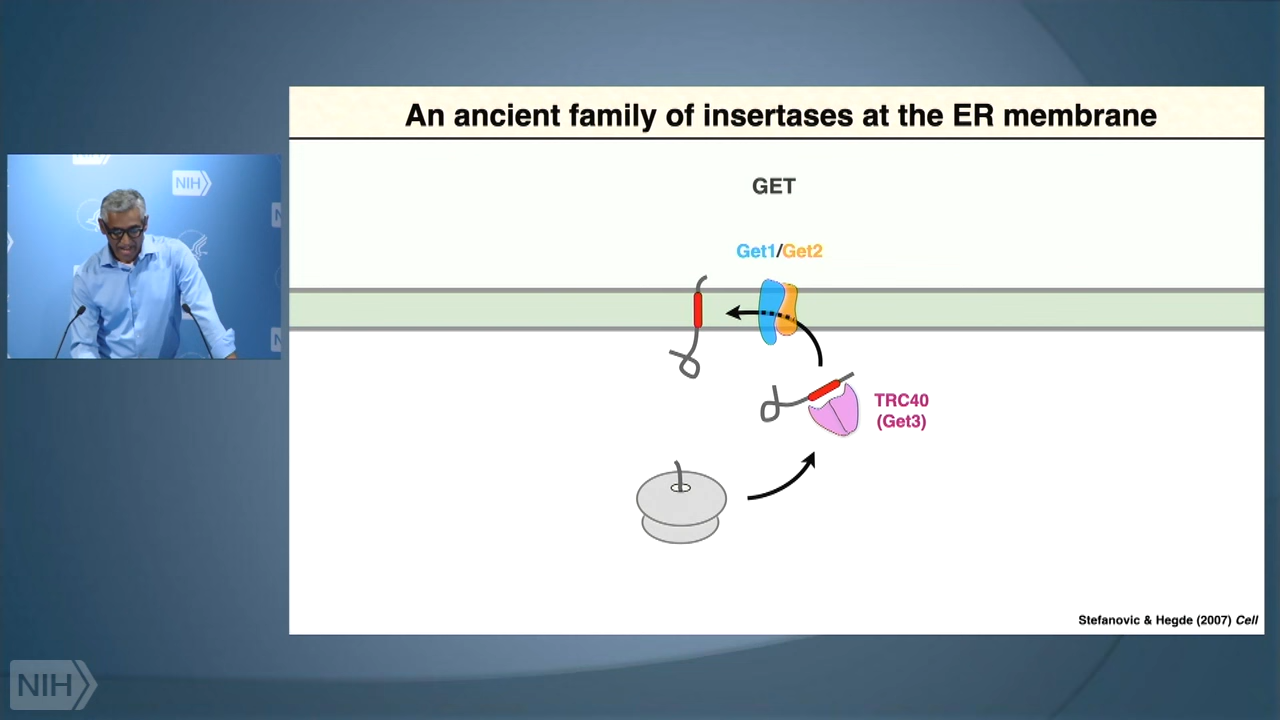 An ancient family of insertases at the ER membrane
NIH
GET
Get1/Get2
TRC40
(Get3)
Stefanovic & Hegde (2007) Cell
NIH